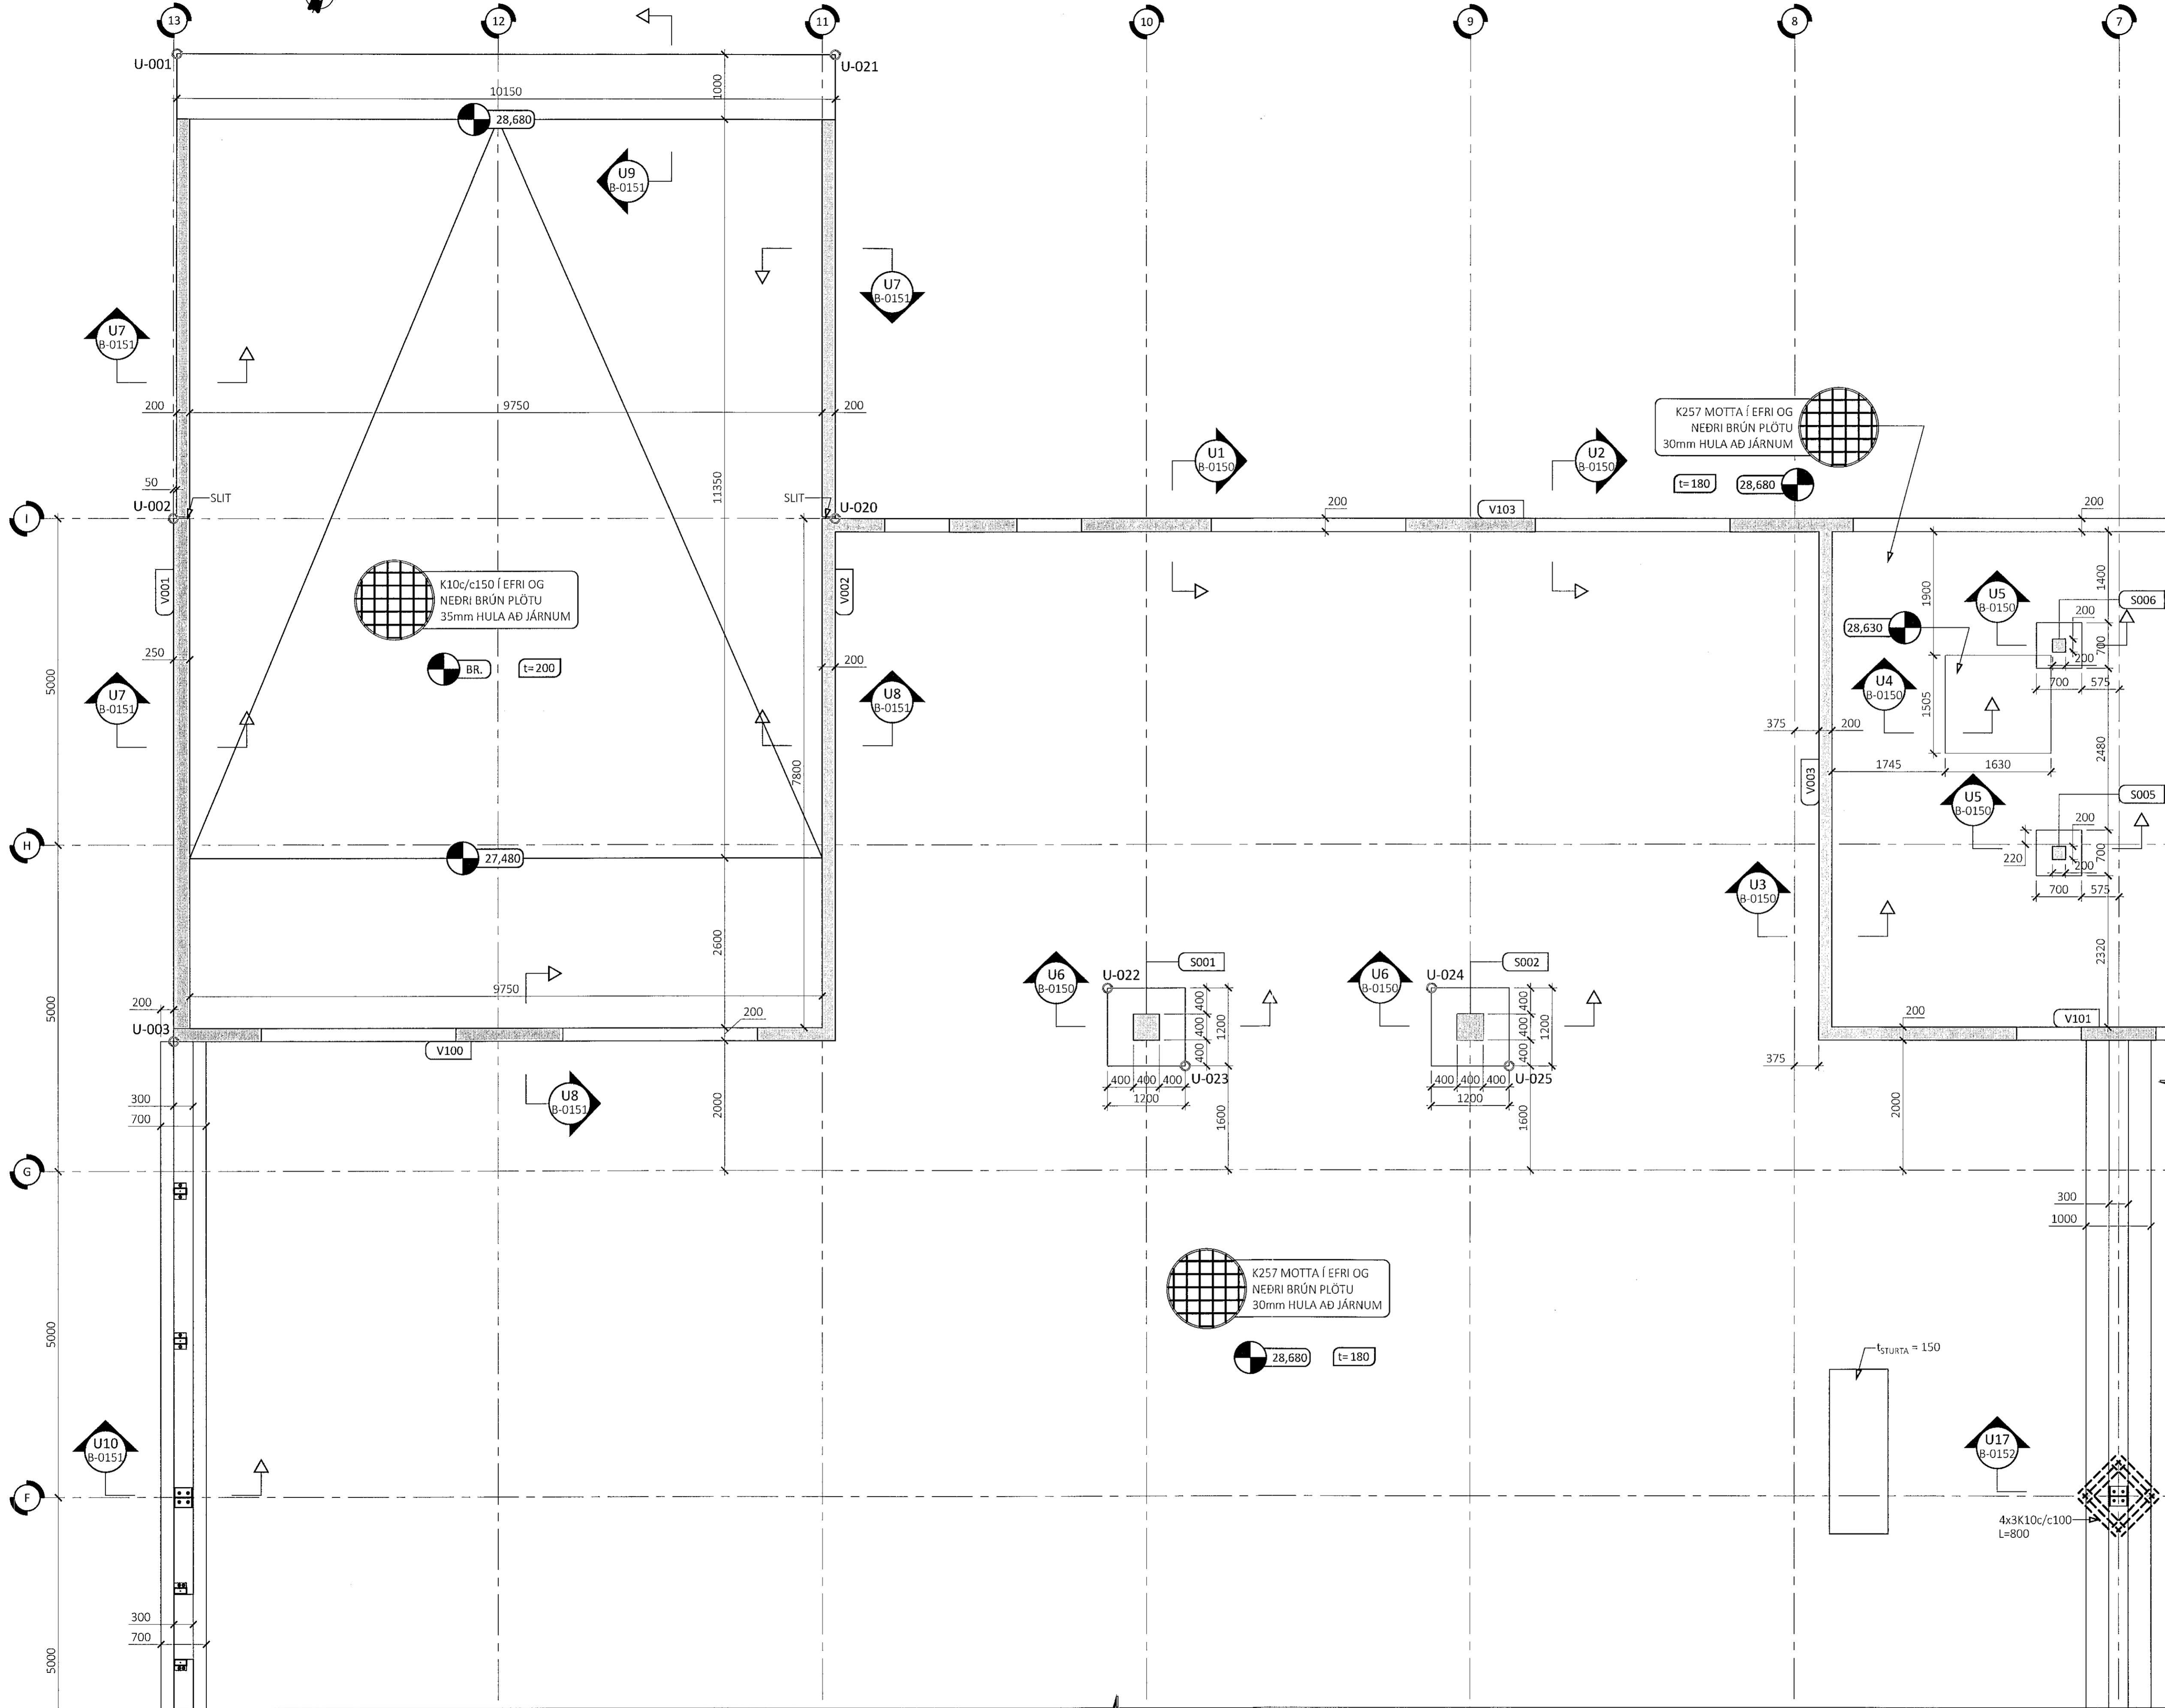 13
12
11
10
9
8
7
U-001
U-021
1000
10150
28,680
U9
B-0151
U7
B-0151
U7
B-0151
200
9750
200
K257 MOTTA Í EFRI OG
NEÐRI BRÚN PLÖTU
30mm HULA AÐ JÁRNUM
U1
B-0150
U2
B-0150
t=180
28,680
50
SLIT
11350
SLIT
U-002
U-020
I
200
V103
200
V001
K10c/c150 Í EFRI OG
NEÐRI BRÚN PLÖTU
35mm HULA AÐ JÁRNUM
V002
1900
1400
U5
B-0150
S006
200
28,630
700
200
250
BR.
t=200
200
5000
700
575
U7
B-0151
U8
B-0151
U4
B-0150
1505
375
200
2480
7800
V003
1745
1630
U5
B-0150
S005
200
H
27,480
220
700
200
700
575
U3
B-0150
2600
2320
U6
B-0150
U-022
S001
U6
B-0150
U-024
S002
9750
5000
200
200
400
400
400
1200
400
400
400
1200
200
V101
U-003
V100
375
400
400
400
U-023
1200
400
400
400
U-025
1200
U8
B-0151
300
700
2000
1600
1600
2000
G
300
1000
K257 MOTTA Í EFRI OG
NEÐRI BRÚN PLÖTU
30mm HULA AÐ JÁRNUM
5000
28,680
t=180
tSTURTA = 150
U10
B-0151
U17
B-0152
F
4x3K10c/c100
L=800
300
700
5000